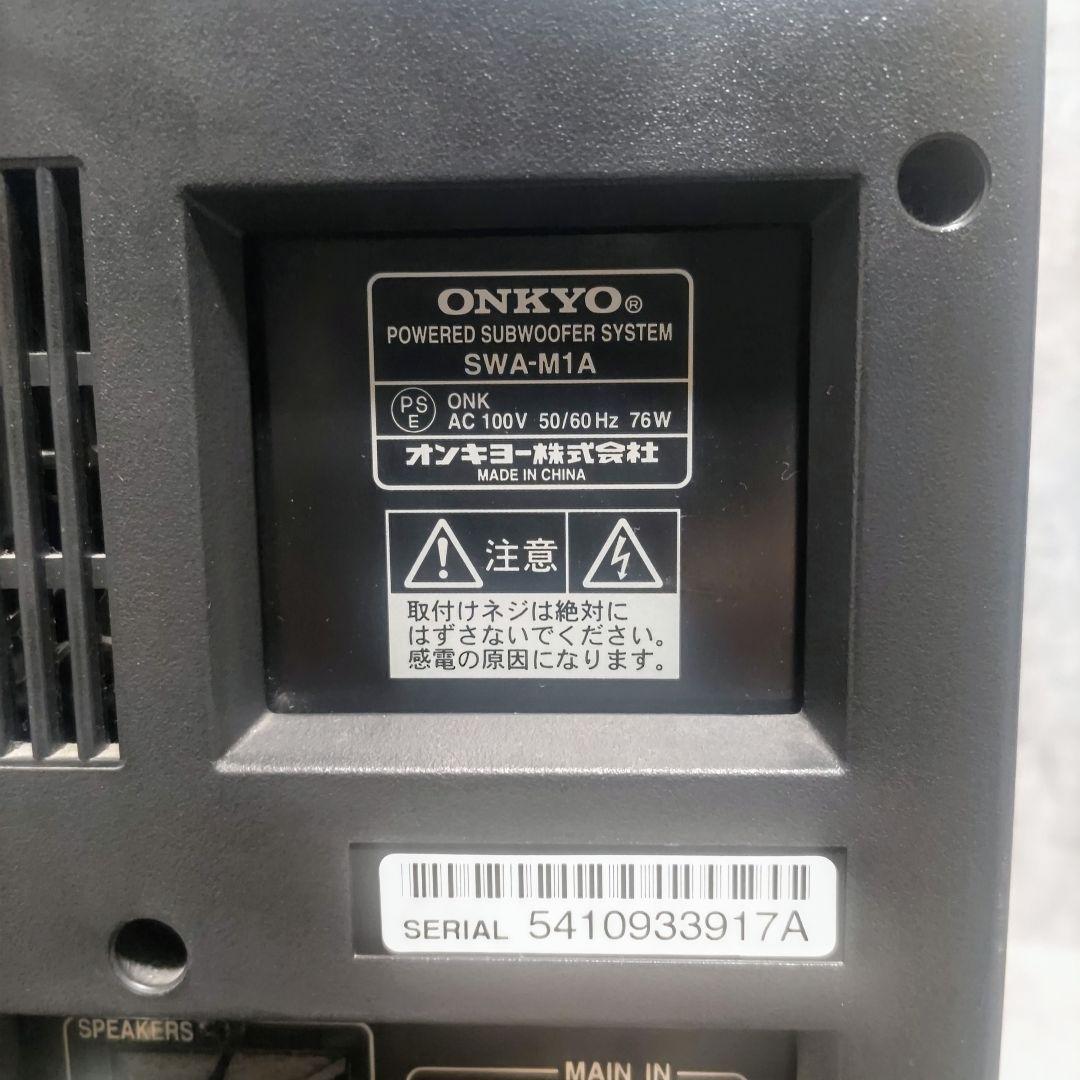 ONKYO®
POWERED SUBWOOFER SYSTEM
SWA-M1A
PS
E
ONK
AC 100V 50/60 Hz 76W
オンキヨー株式会社
MADE IN CHINA
注意
取付けネジは絶対に
はずさないでください。
感電の原因になります。
SERIAL 5410933917A
SPEAKERS
MAIN IN